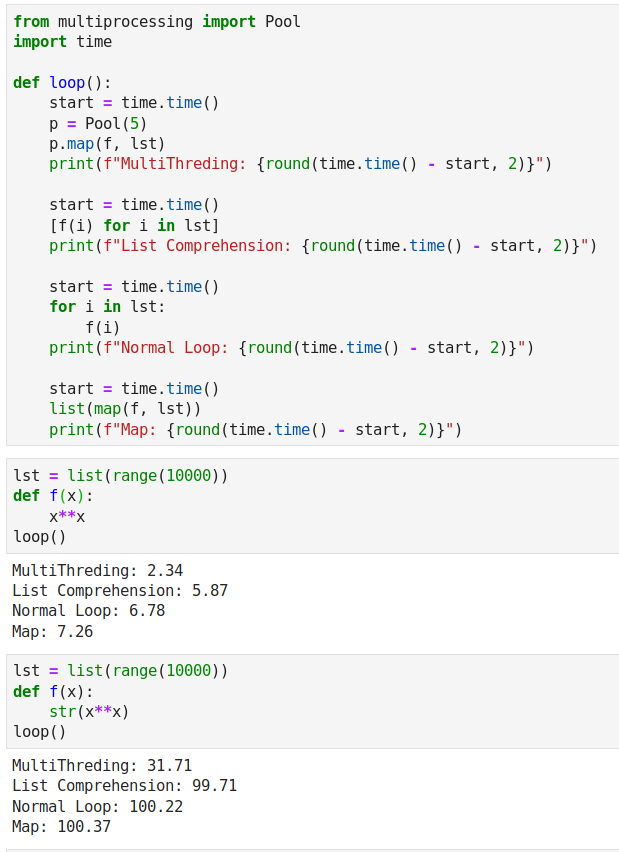 from multiprocessing import Pool
import time

def loop():
    start = time.time()
    p = Pool(5)
    p.map(f, lst)
    print(f"MultiThreding: {round(time.time() - start, 2)}")

    start = time.time()
    [f(i) for i in lst]
    print(f"List Comprehension: {round(time.time() - start, 2)}")

    start = time.time()
    for i in lst:
        f(i)
    print(f"Normal Loop: {round(time.time() - start, 2)}")

    start = time.time()
    list(map(f, lst))
    print(f"Map: {round(time.time() - start, 2)}")

lst = list(range(10000))
def f(x):
    x**x
loop()

MultiThreding: 2.34
List Comprehension: 5.87
Normal Loop: 6.78
Map: 7.26

lst = list(range(10000))
def f(x):
    str(x**x)
loop()

MultiThreding: 31.71
List Comprehension: 99.71
Normal Loop: 100.22
Map: 100.37